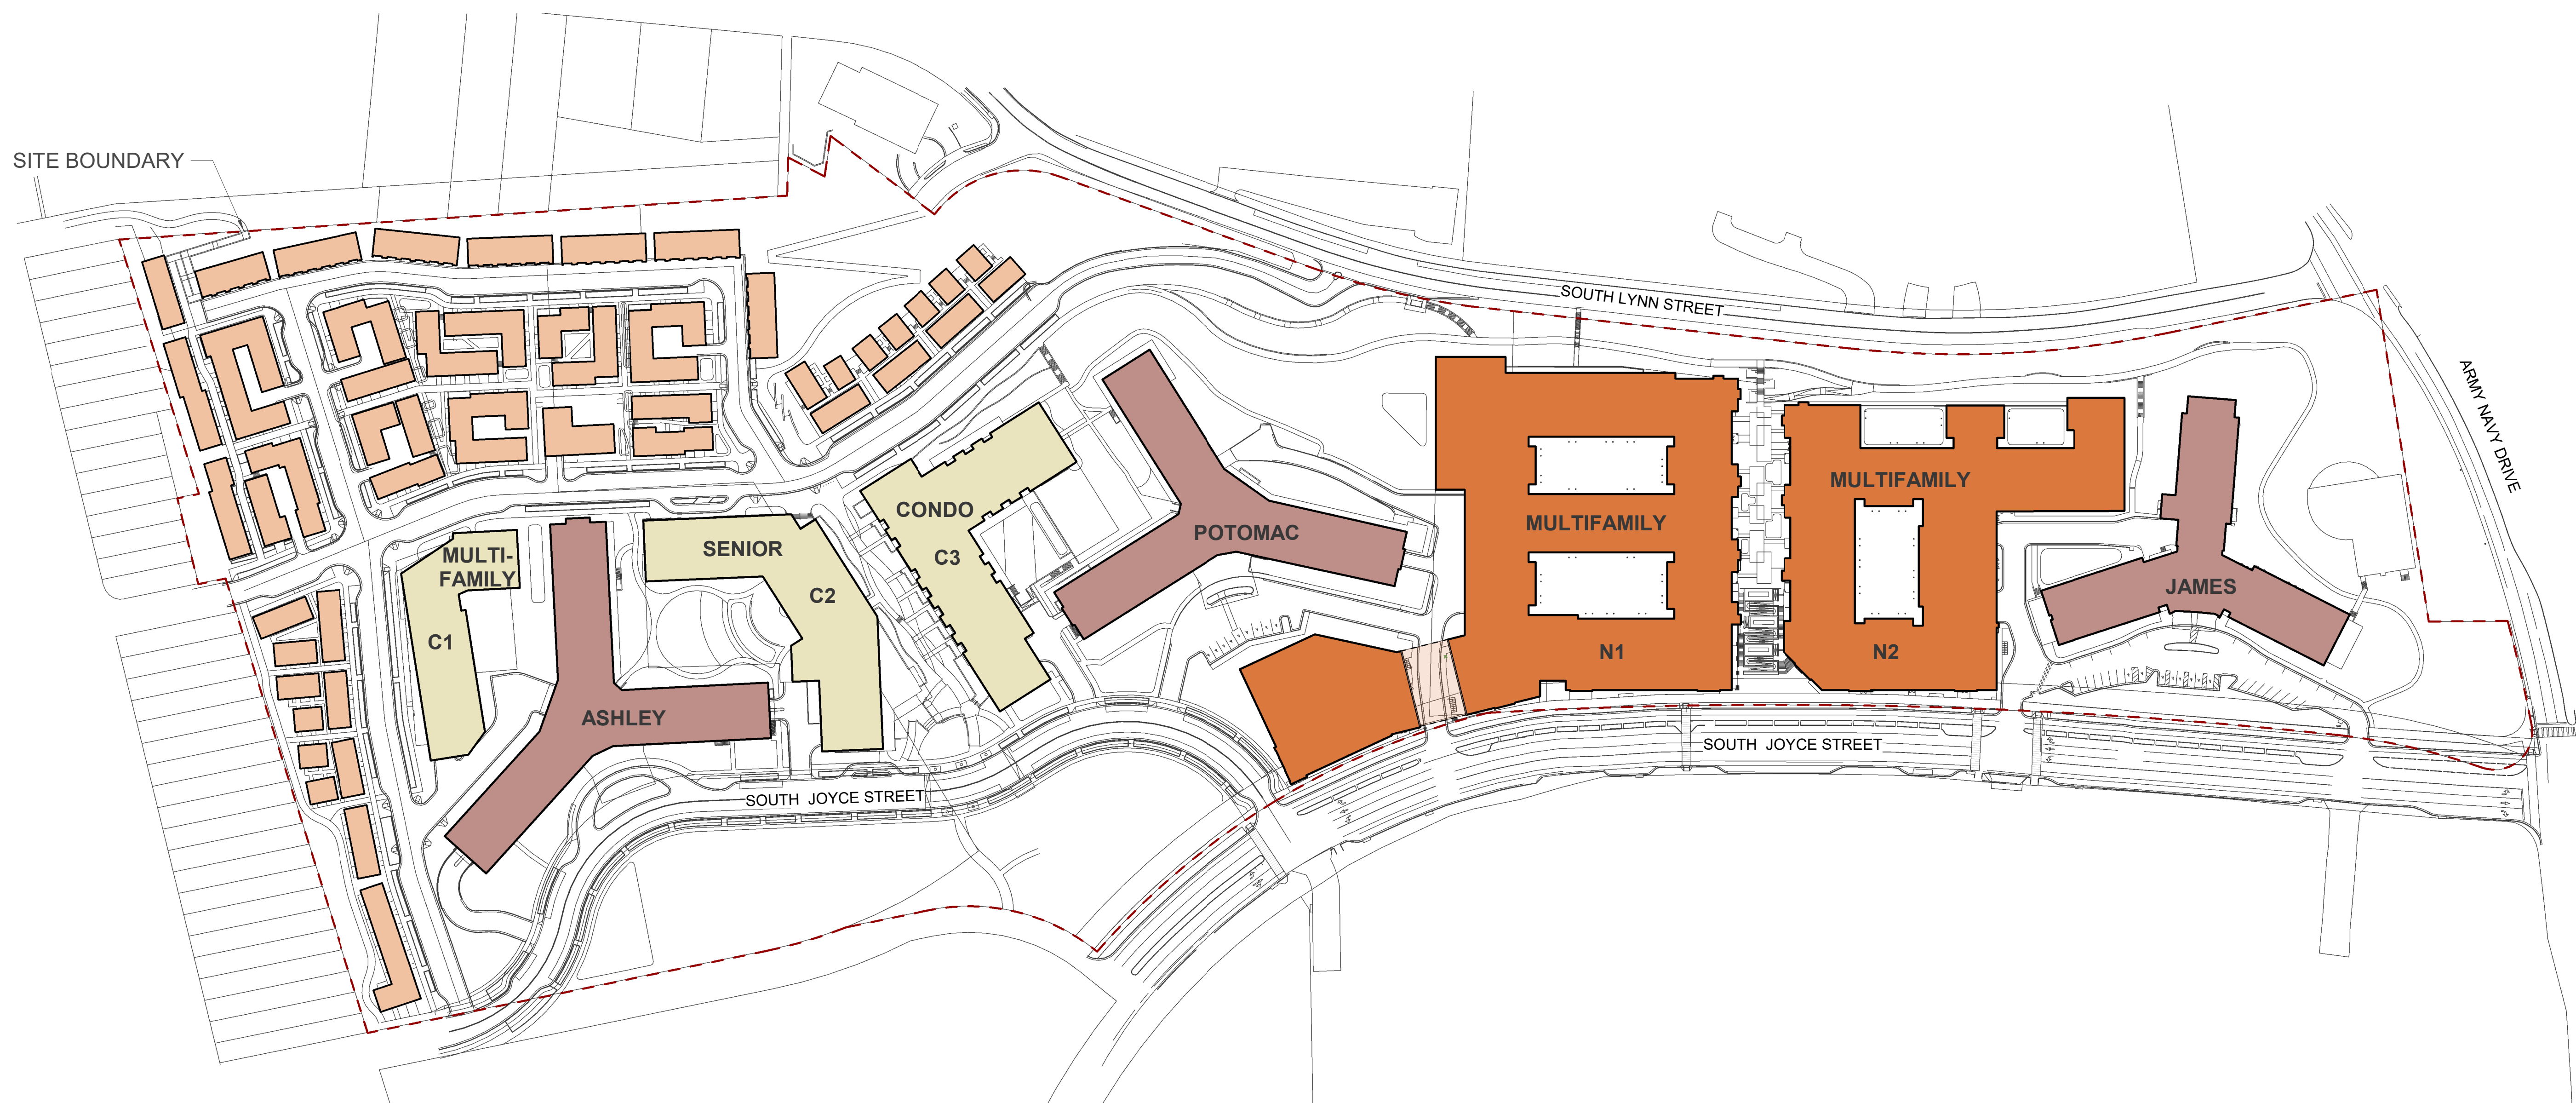 SITE BOUNDARY
SOUTH LYNN STREET
ARMY NAVY DRIVE
MULTI-
FAMILY
C1
ASHLEY
SENIOR
C2
CONDO
C3
POTOMAC
MULTIFAMILY
N1
MULTIFAMILY
N2
JAMES
SOUTH JOYCE STREET
SOUTH JOYCE STREET